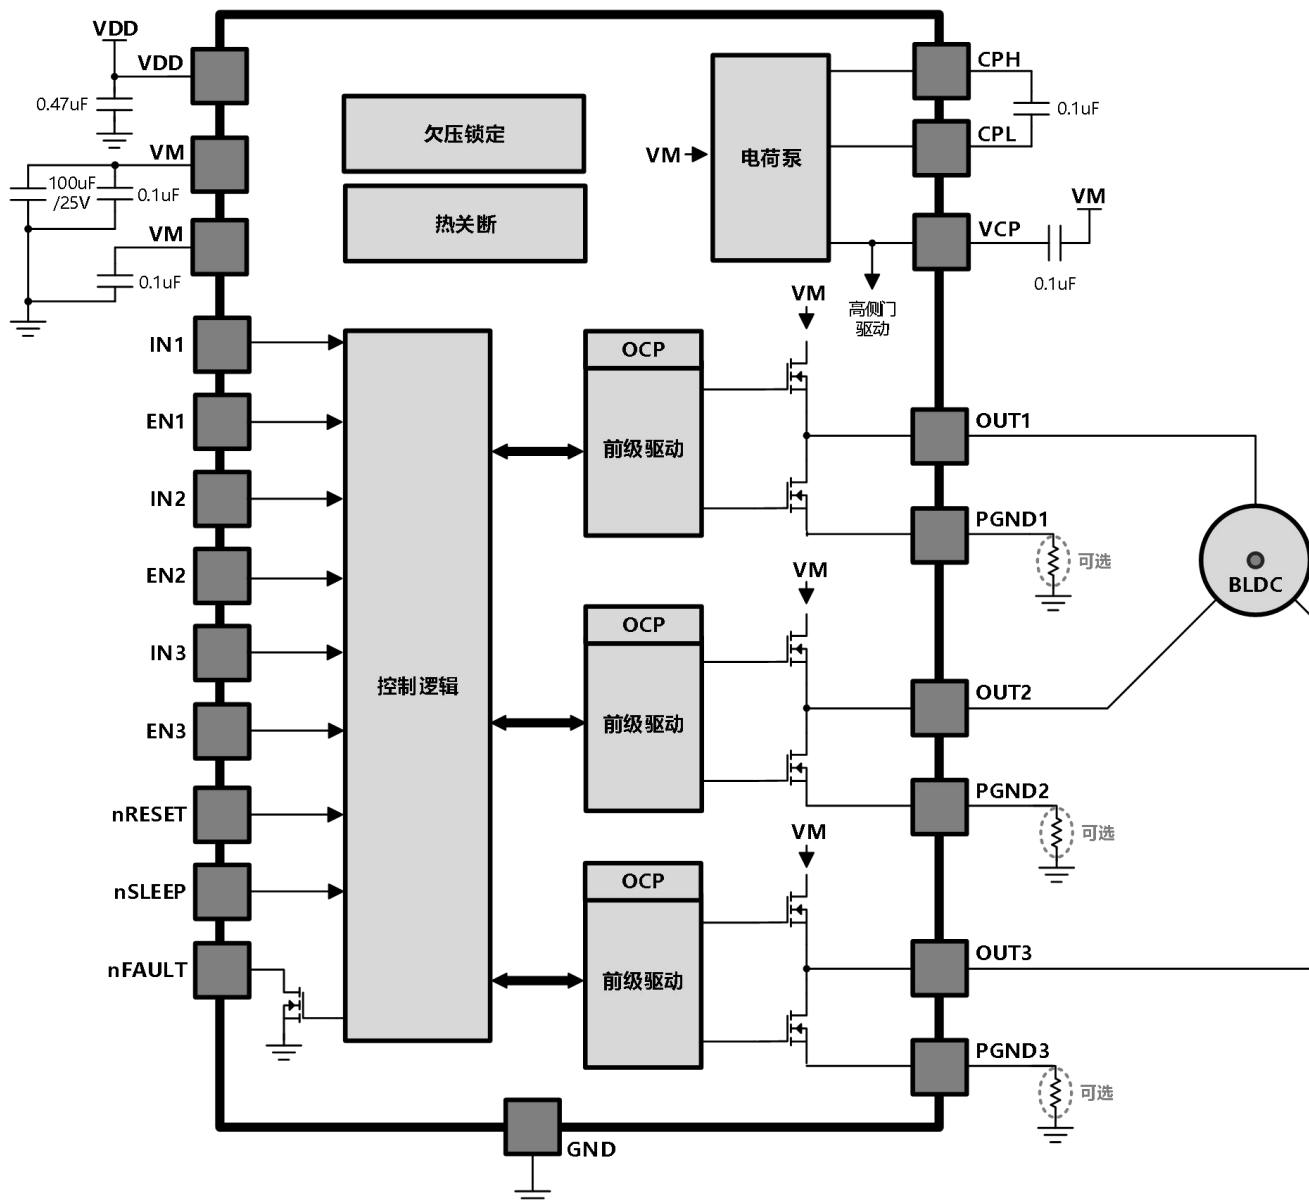 VDD
VDD
0.47uF
VM
100uF
/25V
0.1uF
VM
0.1uF
欠压锁定
热关断
VM
电荷泵
CPH
0.1uF
CPL
VCP
VM
0.1uF
高侧门
驱动
IN1
EN1
IN2
EN2
IN3
EN3
nRESET
nSLEEP
nFAULT
控制逻辑
VM
OCP
前级驱动
OUT1
PGND1
可选
VM
OCP
前级驱动
OUT2
PGND2
可选
BLDC
VM
OCP
前级驱动
OUT3
PGND3
可选
GND